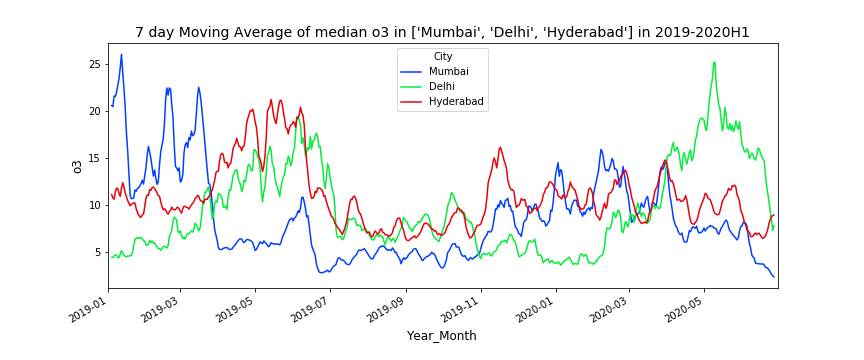 7 day Moving Average of median o3 in ['Mumbai', 'Delhi', 'Hyderabad'] in 2019-2020H1
City
Mumbai
Delhi
Hyderabad
25
20
15
10
5
o3
2019-01
2019-03
2019-05
2019-07
2019-09
2019-11
2020-01
2020-03
2020-05
Year_Month